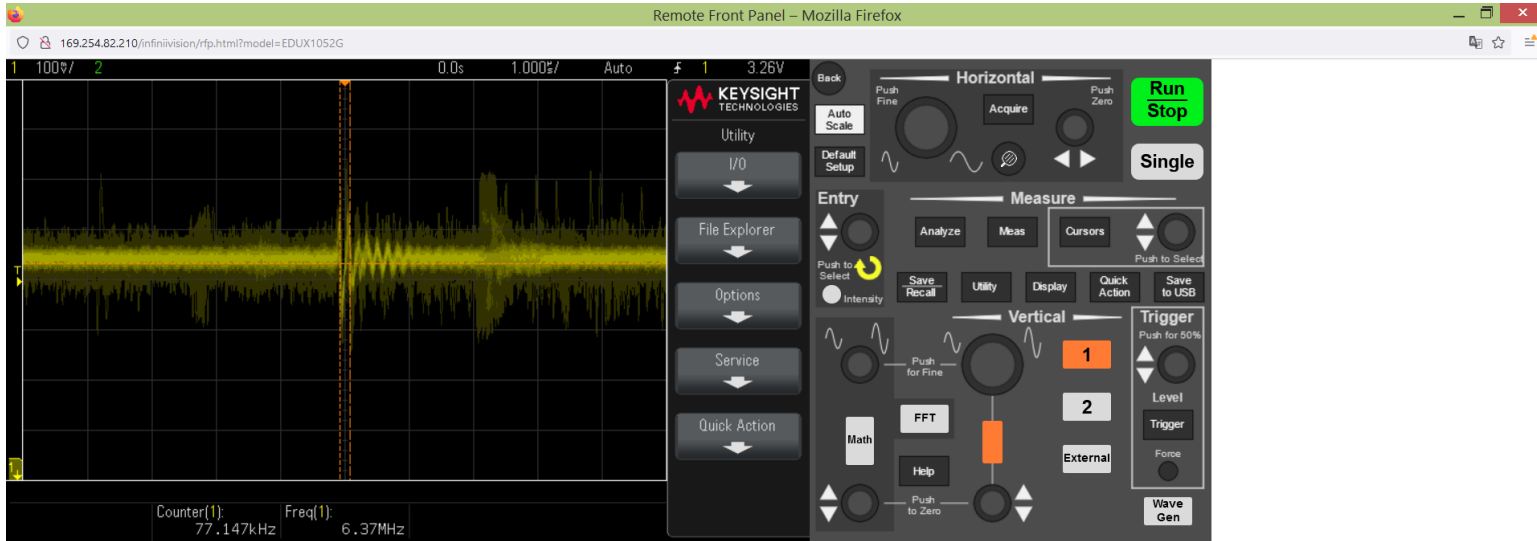 Remote Front Panel – Mozilla Firefox
169.254.82.210/infiniivision/rfp.html?model=EDUX1052G
1 100%/ 2 0.0s 1.000s/ Auto 1 3.26V
KEYSIGHT
TECHNOLOGIES
Utility
I/O
File Explorer
Options
Service
Quick Action
T
1
Counter(1):
77.147kHz
Freq(1):
6.37MHz
Back
Auto
Scale
Default
Setup
Horizontal
Push
Fine
Acquire
Push
Zero
Run
Stop
Single
Entry
Push to
Select
Intensity
Measure
Analyze
Meas
Cursors
Push to Select
Save
Recall
Utility
Display
Quick
Action
Save
to USB
Vertical
Push
for Fine
1
2
External
Math
FFT
Help
Push
to Zero
Trigger
Push for 50%
Level
Trigger
Force
Wave
Gen